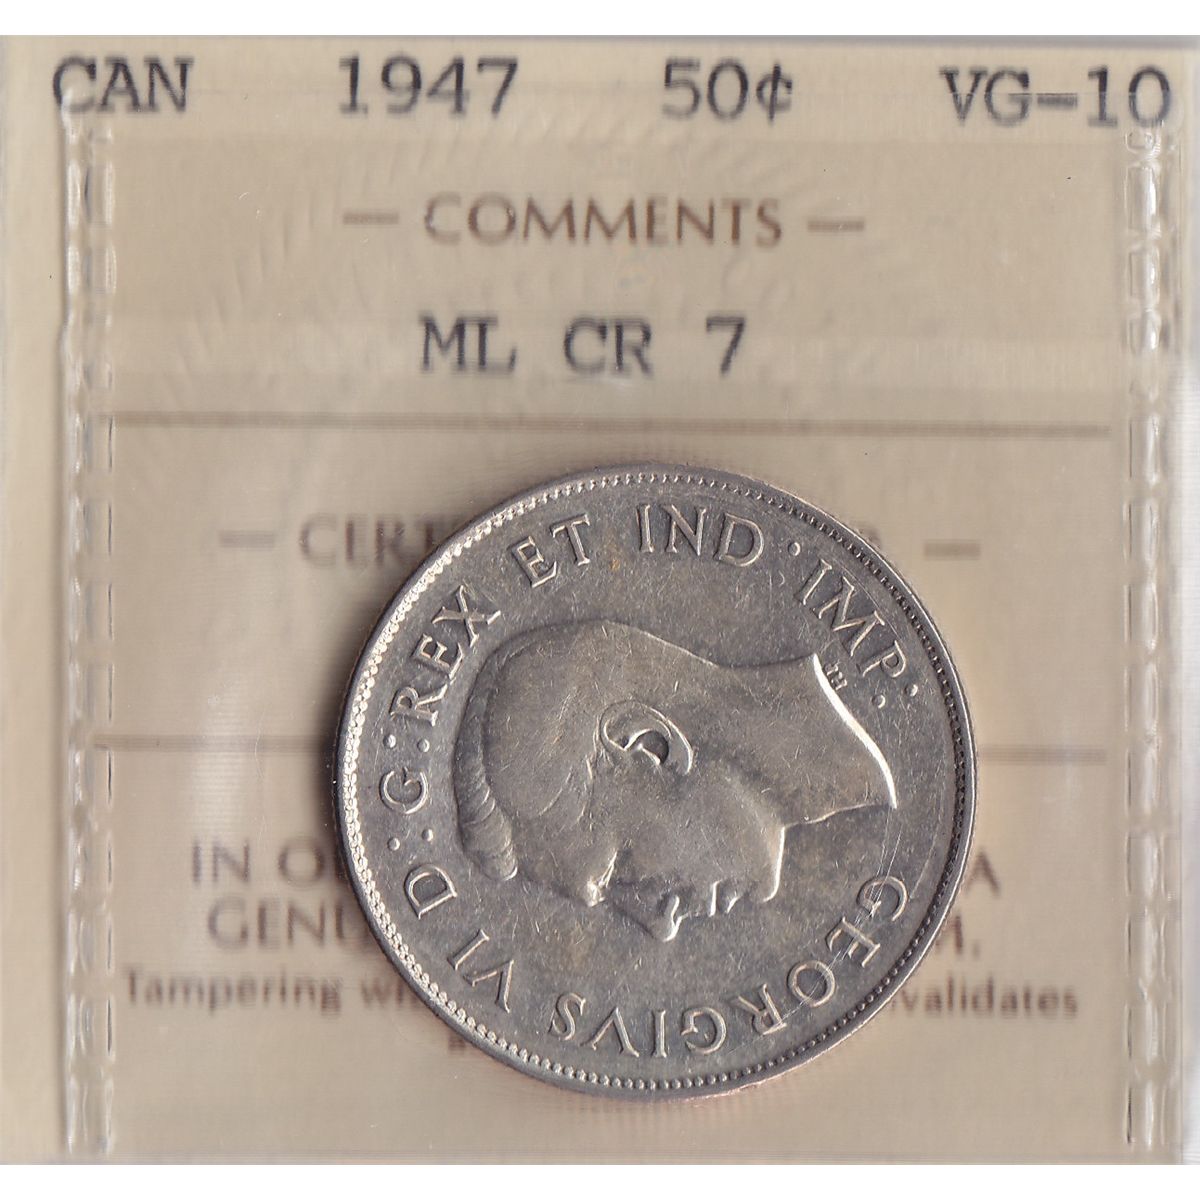 CAN 1947 50¢ VG-10
— COMMENTS —
ML CR 7
— CERT
IN O A
GENU M.
Tampering validates
GEORGIVS VI D:G:REX ET IND·IMP:
HP